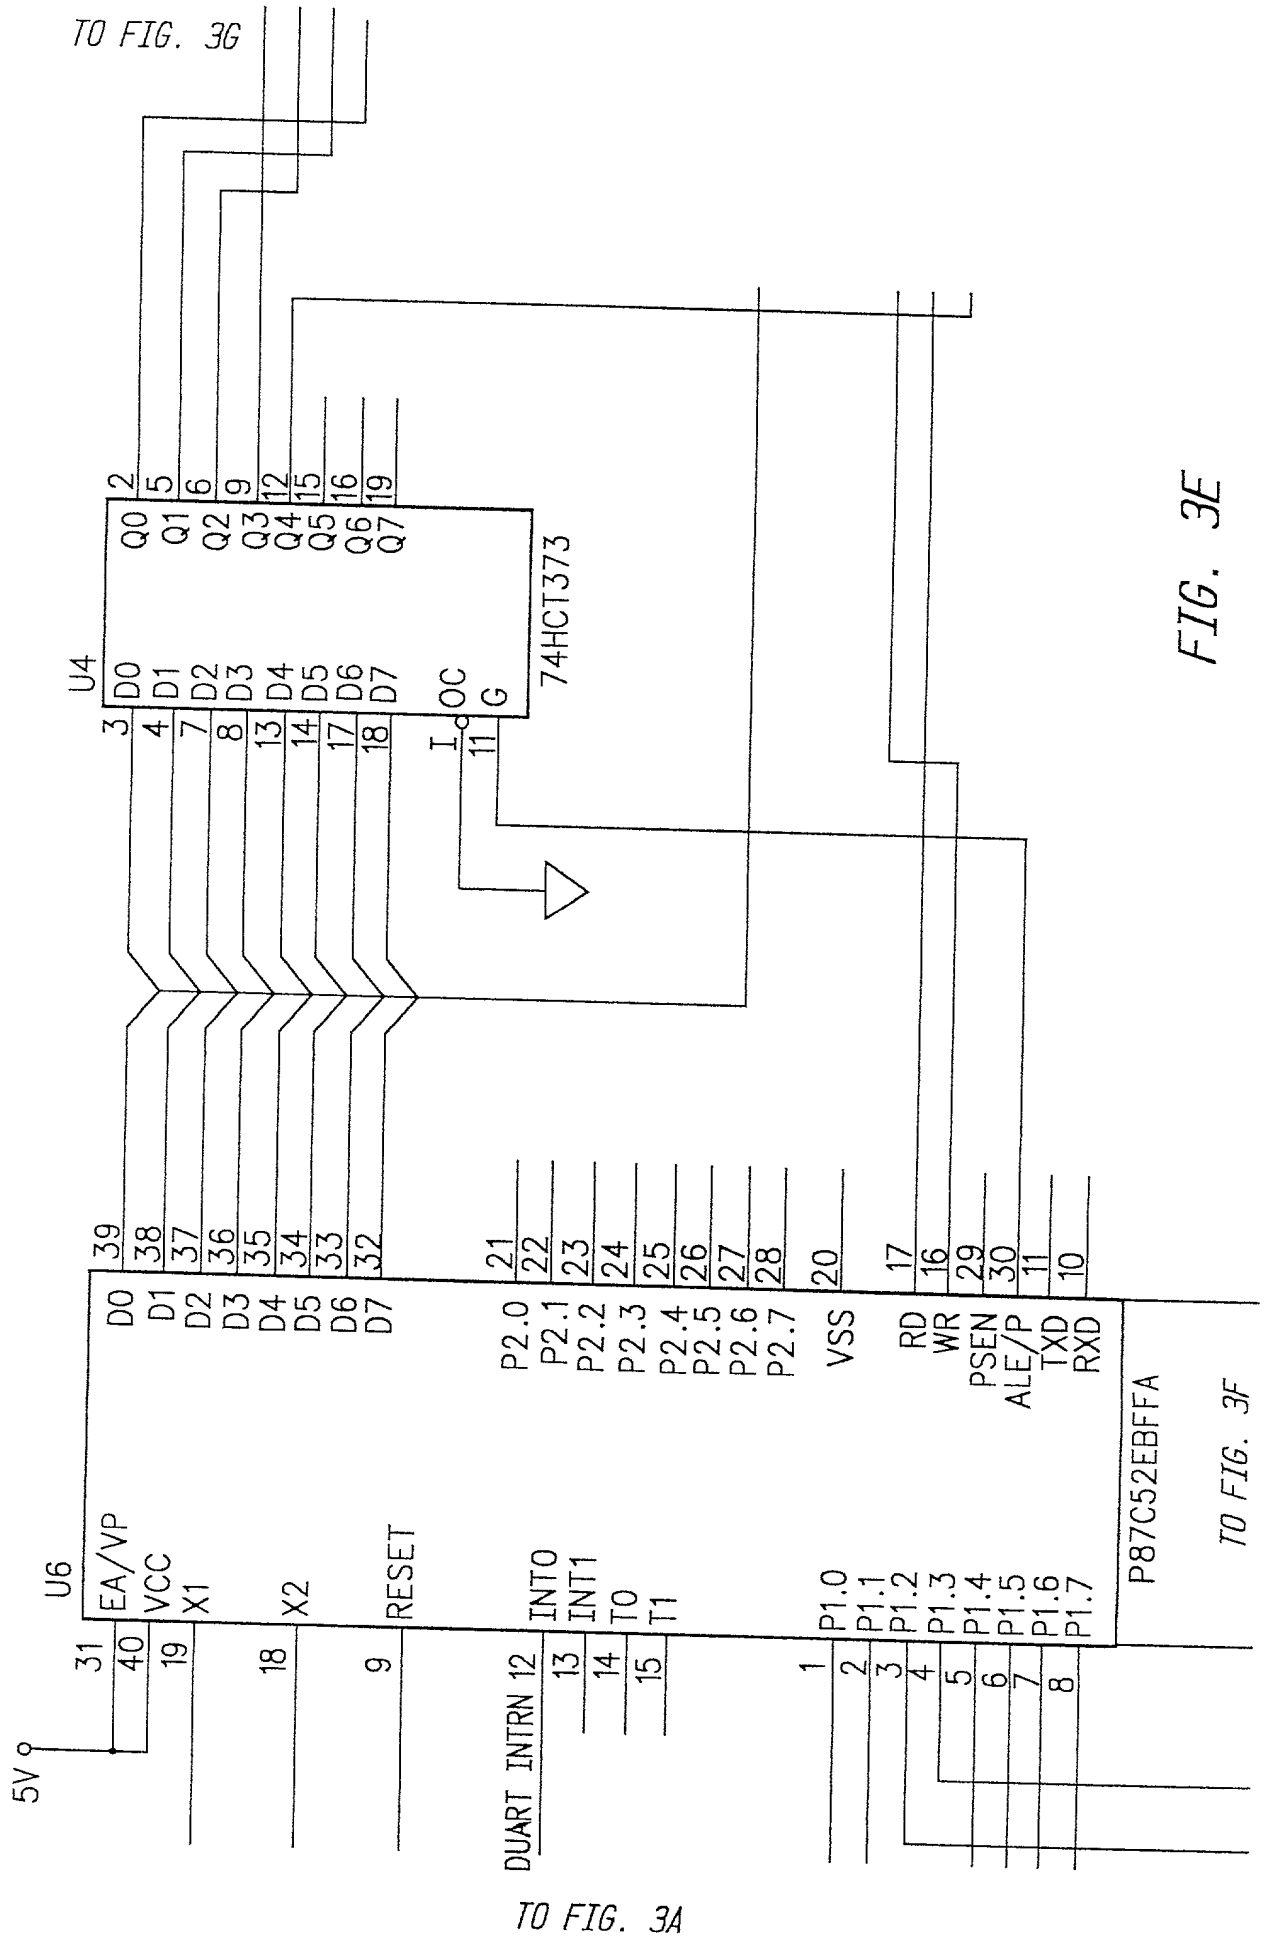 TO FIG. 3G
U4
D0
D1
D2
D3
D4
D5
D6
D7
OC
G
3
4
7
8
13
14
17
18
I
11
Q0
Q1
Q2
Q3
Q4
Q5
Q6
Q7
2
5
6
9
12
15
16
19
74HCT373
5V
U6
31
40
19
18
9
DUART INTRN 12
13
14
15
1
2
3
4
5
6
7
8
EA/VP
VCC
X1
X2
RESET
INT0
INT1
T0
T1
P1.0
P1.1
P1.2
P1.3
P1.4
P1.5
P1.6
P1.7
D0
D1
D2
D3
D4
D5
D6
D7
P2.0
P2.1
P2.2
P2.3
P2.4
P2.5
P2.6
P2.7
VSS
RD
WR
PSEN
ALE/P
TXD
RXD
39
38
37
36
35
34
33
32
21
22
23
24
25
26
27
28
20
17
16
29
30
11
10
P87C52EBFFA
TO FIG. 3A
TO FIG. 3F
FIG. 3E